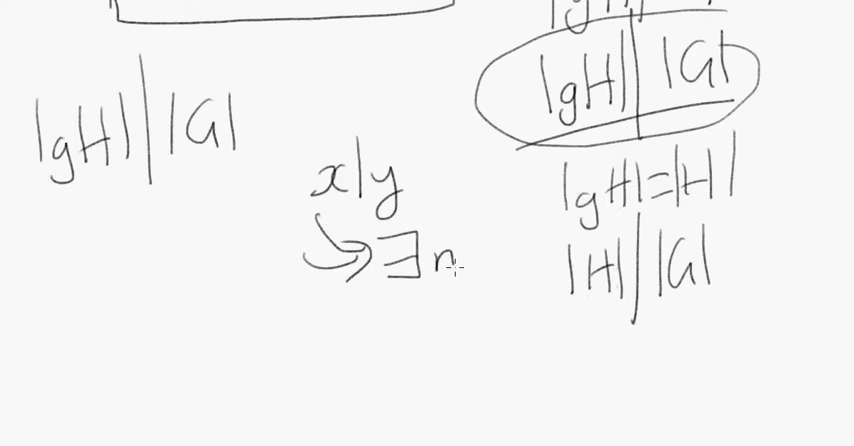 |gH| | |G|
|gH| | |G|
x|y
|gH|=|H|
∃n
|H| | |G|